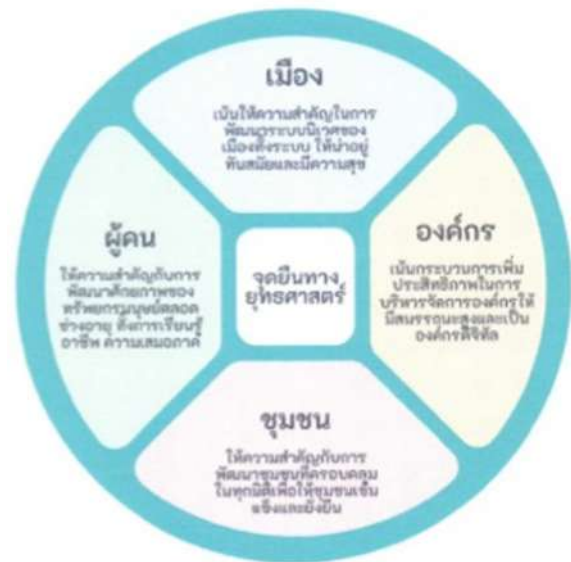 เมือง
เน้นให้ความสำคัญในการ
พัฒนาระบบนิเวศของ
เมืองทั้งระบบ ให้น่าอยู่
ทันสมัยและมีความสุข
ผู้คน
ให้ความสำคัญกับการ
พัฒนาศักยภาพของ
ทรัพยกรมนุษย์ตลอด
ช่วงอายุ ทั้งการเรียนรู้
อาชีพ ความเสมอภาค
จุดยืนทาง
ยุทธศาสตร์
องค์กร
เน้นกระบวนการเพิ่ม
ประสิทธิภาพในการ
บริหารจัดการองค์กรให้
มีสมรรถนะสูงและเป็น
องค์กรดิจิทัล
ชุมชน
ให้ความสำคัญกับการ
พัฒนาชุมชนที่ครอบคลุม
ในทุกมิติเพื่อให้ชุมชนเข้ม
แข็งและยั่งยืน